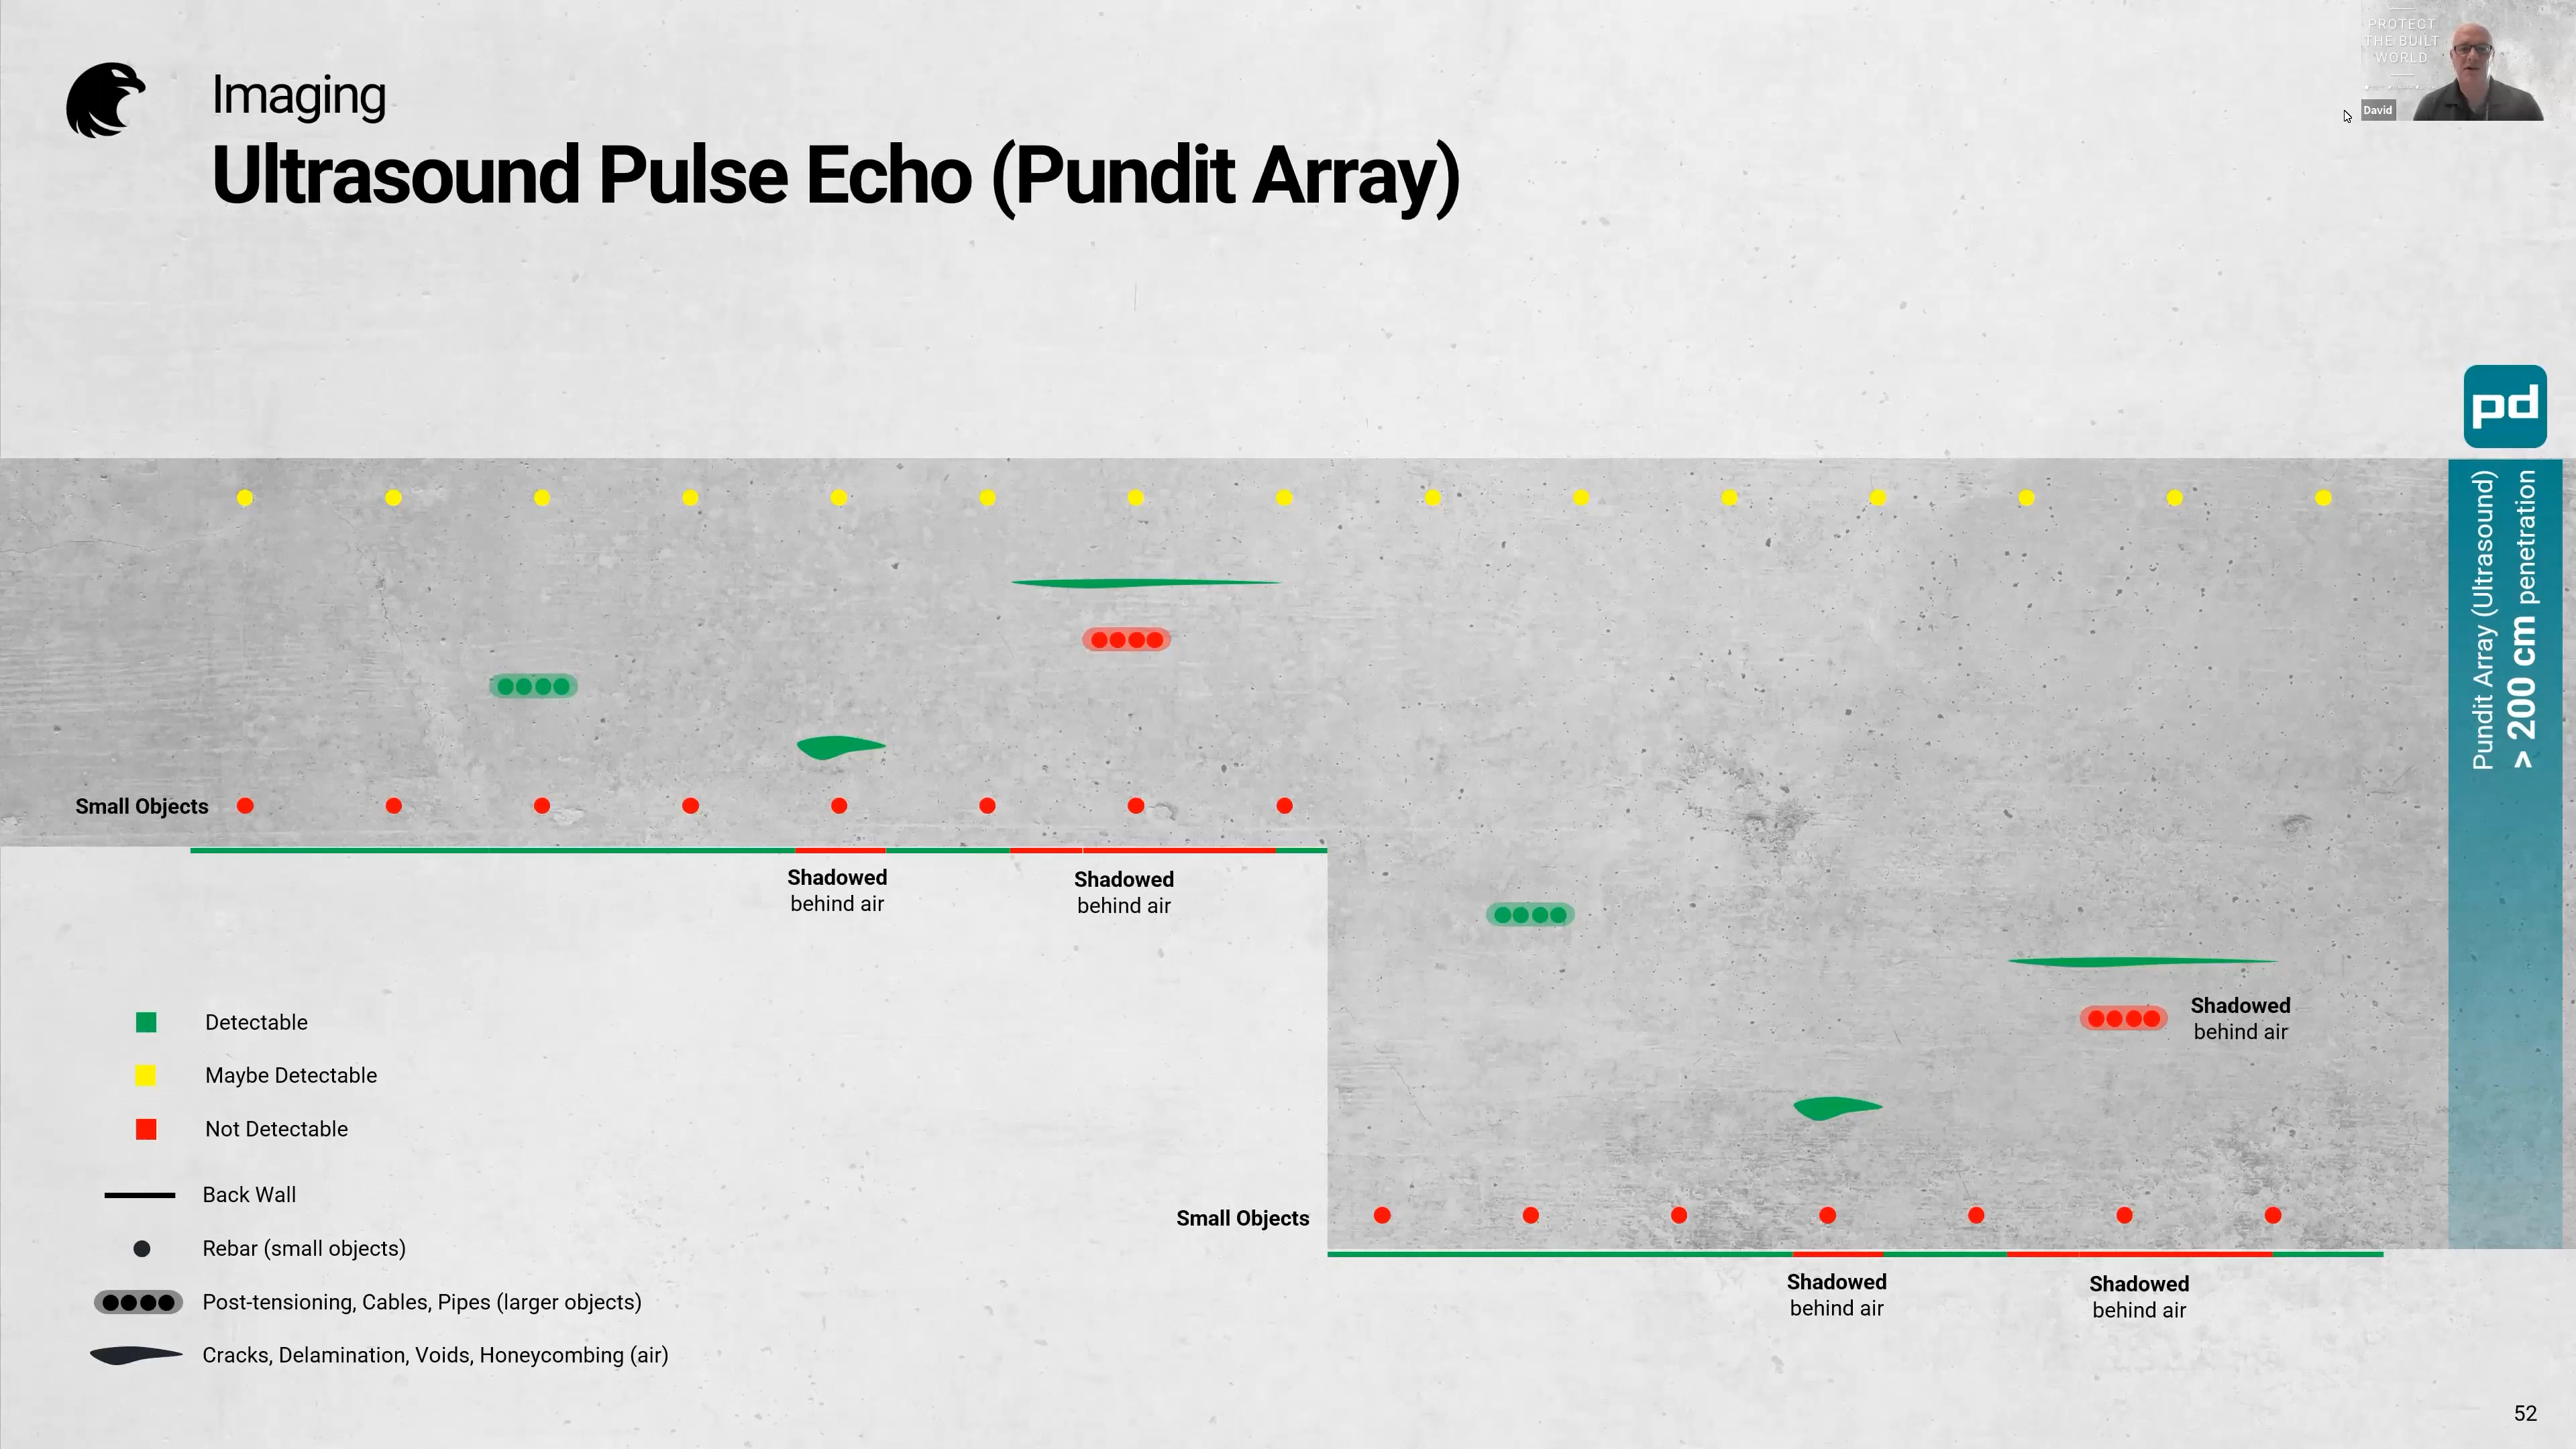 PROTECT
THE BUILT
WORLD
David
Imaging
Ultrasound Pulse Echo (Pundit Array)
pd
Pundit Array (Ultrasound)
> 200 cm penetration
Small Objects
Shadowed
behind air
Shadowed
behind air
Shadowed
behind air
Detectable
Maybe Detectable
Not Detectable
Back Wall
Rebar (small objects)
Post-tensioning, Cables, Pipes (larger objects)
Cracks, Delamination, Voids, Honeycombing (air)
Small Objects
Shadowed
behind air
Shadowed
behind air
52